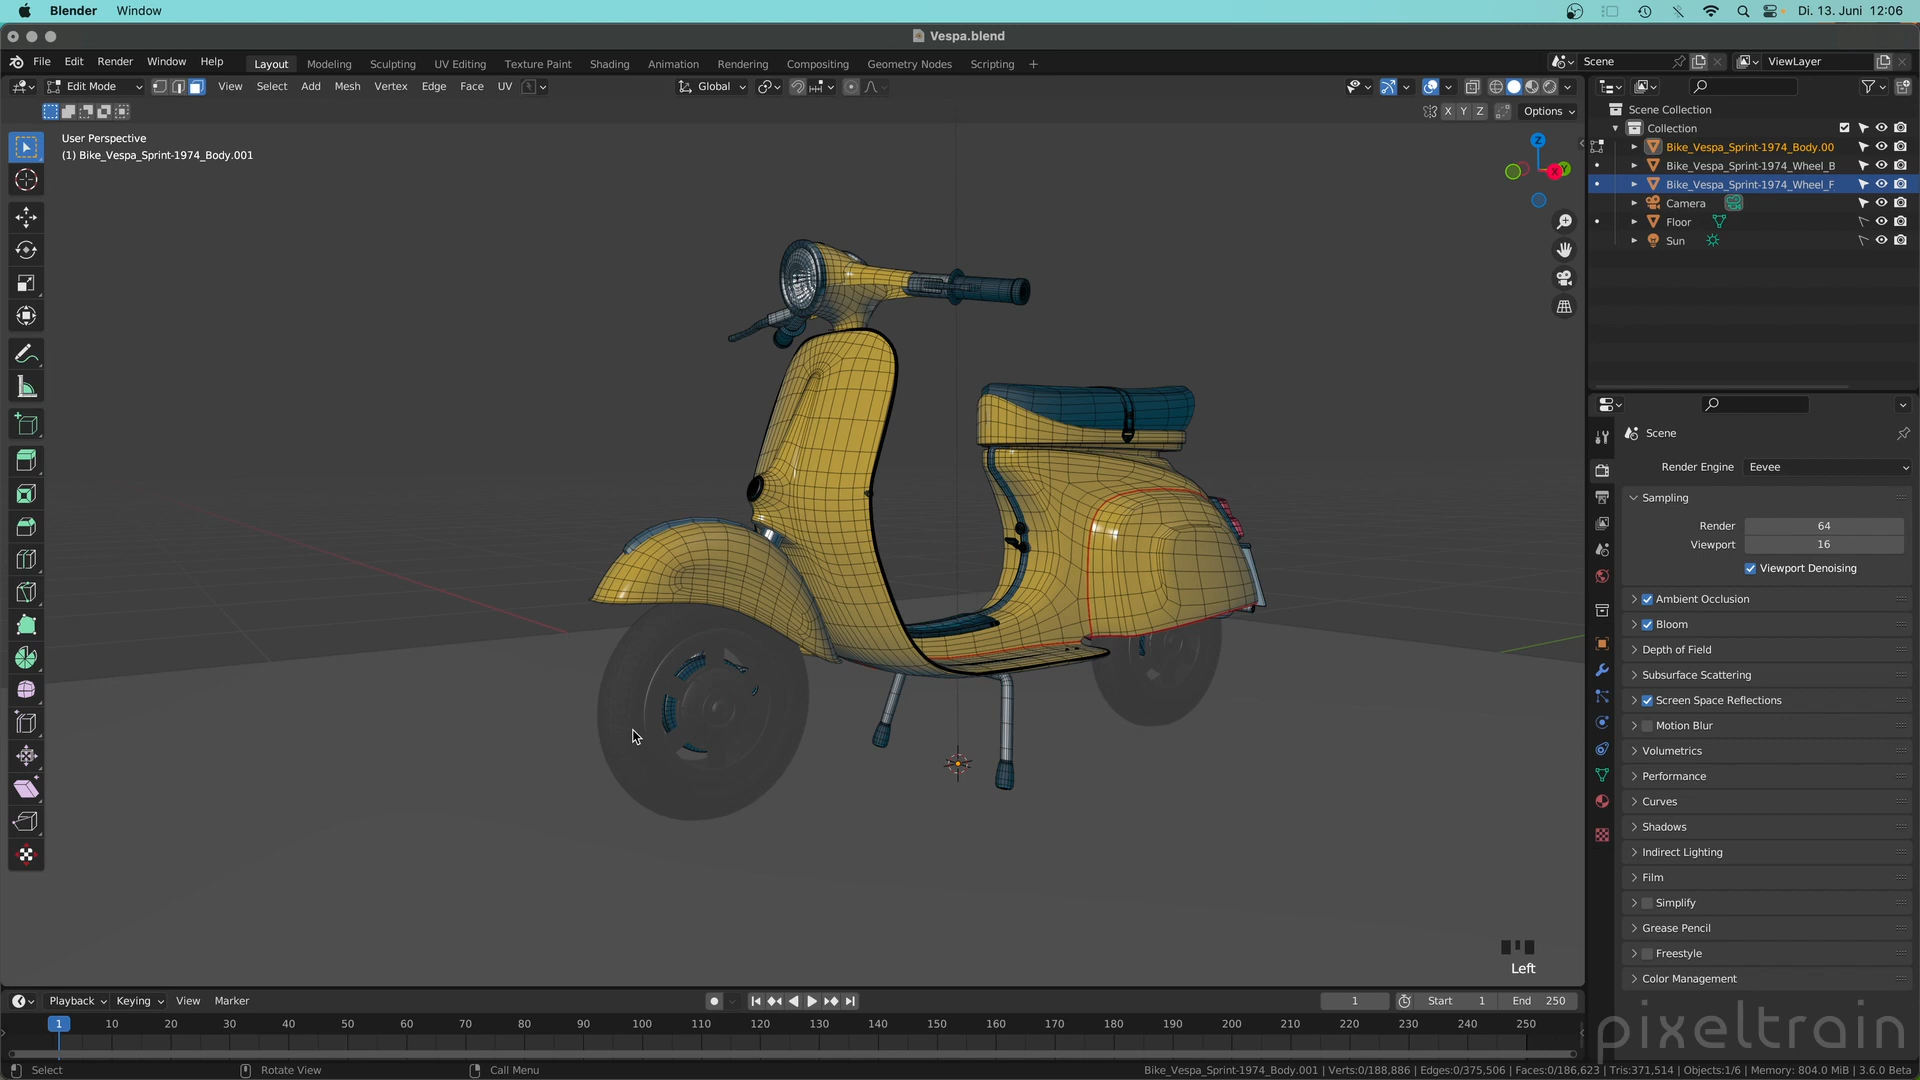 Blender Window Di. 13. Juni 12:06
Vespa.blend
File Edit Render Window Help Layout Modeling Sculpting UV Editing Texture Paint Shading Animation Rendering Compositing Geometry Nodes Scripting + Scene ViewLayer
Edit Mode View Select Add Mesh Vertex Edge Face UV Global
X Y Z Options
User Perspective
(1) Bike_Vespa_Sprint-1974_Body.001
Z
Scene Collection
Collection
Bike_Vespa_Sprint-1974_Body.00
Bike_Vespa_Sprint-1974_Wheel_B
Bike_Vespa_Sprint-1974_Wheel_F
Camera
Floor
Sun
Scene
Render Engine Eevee
Sampling
Render 64
Viewport 16
Viewport Denoising
Ambient Occlusion
Bloom
Depth of Field
Subsurface Scattering
Screen Space Reflections
Motion Blur
Volumetrics
Performance
Curves
Shadows
Indirect Lighting
Film
Simplify
Grease Pencil
Freestyle
Color Management
Left
Playback Keying View Marker 1 Start 1 End 250
1 10 20 30 40 50 60 70 80 90 100 110 120 130 140 150 160 170 180 190 200 210 220 230 240 250
pixeltrain
Select Rotate View Call Menu Bike_Vespa_Sprint-1974_Body.001 | Verts:0/188,886 | Edges:0/375,506 | Faces:0/186,623 | Tris:371,514 | Objects:1/6 | Memory: 804.0 MiB | 3.6.0 Beta